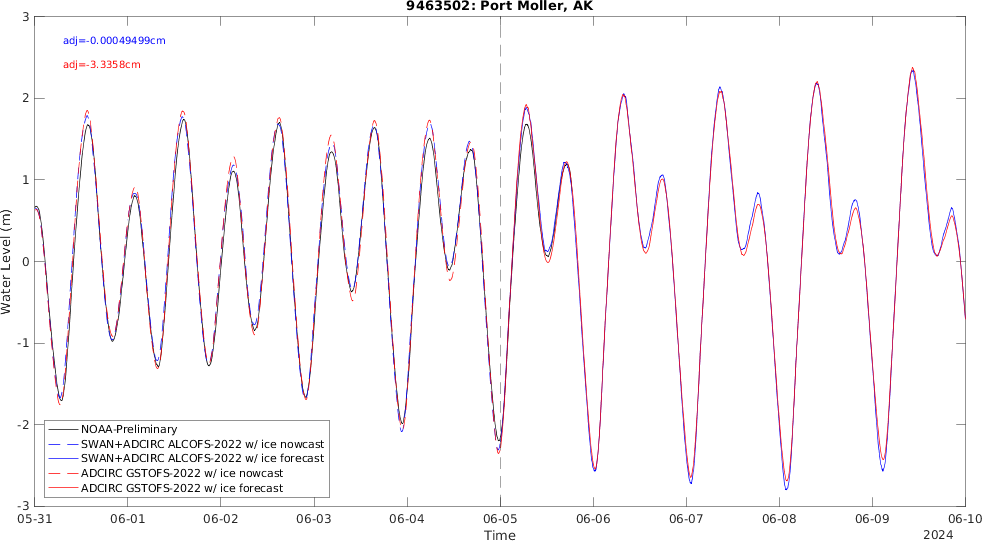 9463502: Port Moller, AK
adj=-0.00049499cm
adj=-3.3358cm
Water Level (m)
3
2
1
0
-1
-2
-3
NOAA-Preliminary
SWAN+ADCIRC ALCOFS-2022 w/ ice nowcast
SWAN+ADCIRC ALCOFS-2022 w/ ice forecast
ADCIRC GSTOFS-2022 w/ ice nowcast
ADCIRC GSTOFS-2022 w/ ice forecast
05-31 06-01 06-02 06-03 06-04 06-05 06-06 06-07 06-08 06-09 06-10
Time
2024